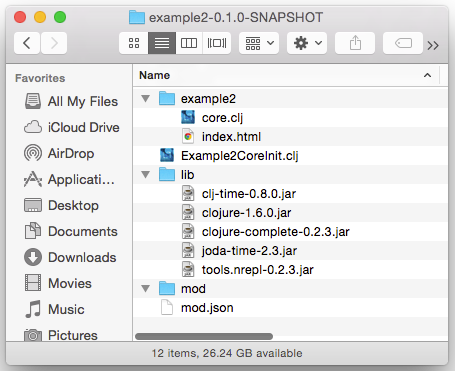 example2-0.1.0-SNAPSHOT
Favorites
All My Files
iCloud Drive
AirDrop
Applicati…
Desktop
Documents
Downloads
Movies
Music
Pictures
Name
example2
core.clj
index.html
Example2CoreInit.clj
lib
clj-time-0.8.0.jar
clojure-1.6.0.jar
clojure-complete-0.2.3.jar
joda-time-2.3.jar
tools.nrepl-0.2.3.jar
mod
mod.json
12 items, 26.24 GB available